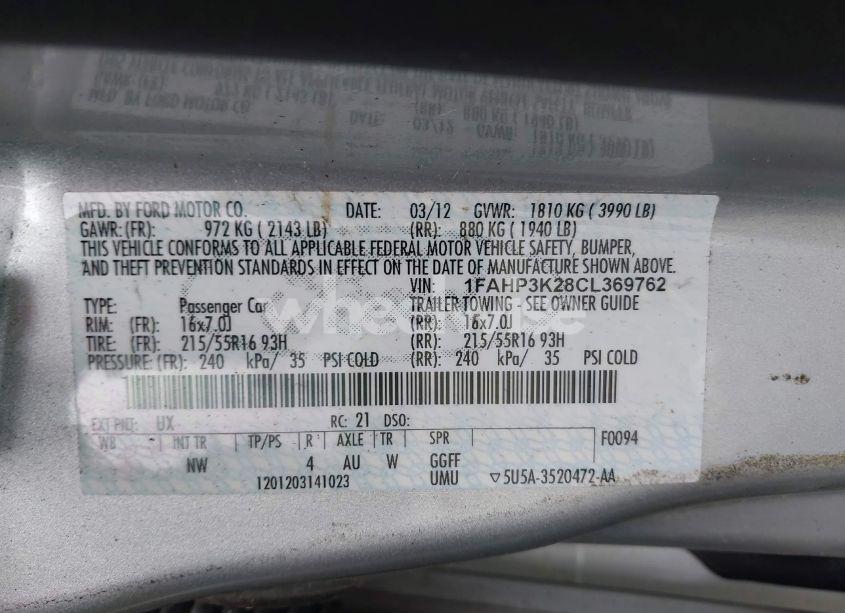 MFD. BY FORD MOTOR CO. DATE: 03/12 GVWR: 1810 KG ( 3990 LB)
GAWR:(FR): 972 KG ( 2143 LB) (RR): 880 KG ( 1940 LB)
THIS VEHICLE CONFORMS TO ALL APPLICABLE FEDERAL MOTOR VEHICLE SAFETY, BUMPER,
AND THEFT PREVENTION STANDARDS IN EFFECT ON THE DATE OF MANUFACTURE SHOWN ABOVE.
VIN: 1FAHP3K28CL369762
TYPE: Passenger Car TRAILER TOWING - SEE OWNER GUIDE
RIM: (FR): 16x7.0J (RR): 16x7.0J
TIRE: (FR): 215/55R16 93H (RR): 215/55R16 93H
PRESSURE:(FR): 240 kPa/ 35 PSI COLD (RR): 240 kPa/ 35 PSI COLD
EXT PNT: UX RC: 21 DSO:
WB INT TR TP/PS R AXLE TR SPR F0094
NW 4 AU W GGFF
1201203141023 UMU ▽5U5A-3520472-AA